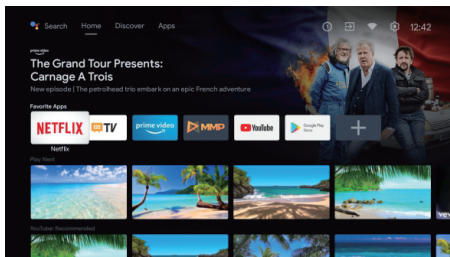 Search Home Discover Apps 12:42
prime video
The Grand Tour Presents:
Carnage A Trois
New episode | The petrolhead trio embark on an epic French adventure
Favorite Apps
NETFLIX TV prime video MMP YouTube Google Play Store
Netflix
Play Next
YouTube: Recommended
vevo